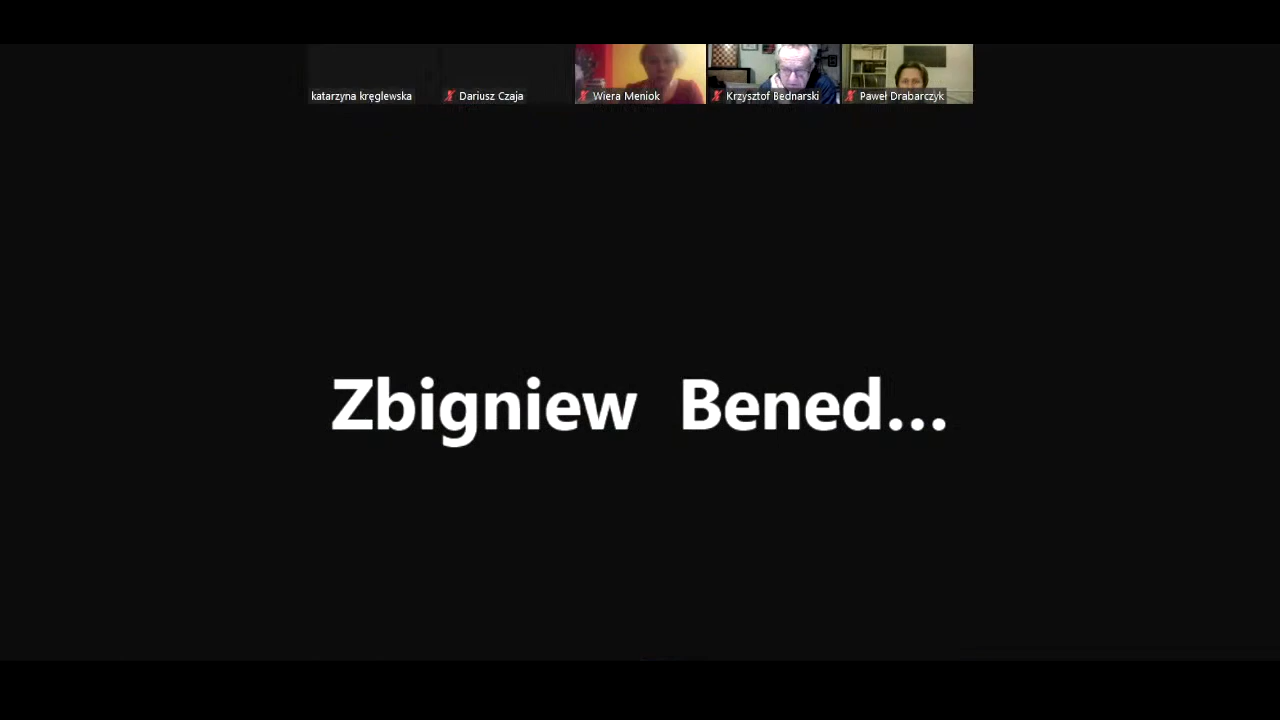 katarzyna kręglewska
Dariusz Czaja
Wiera Meniok
Krzysztof Bednarski
Paweł Drabarczyk
Zbigniew Bened...